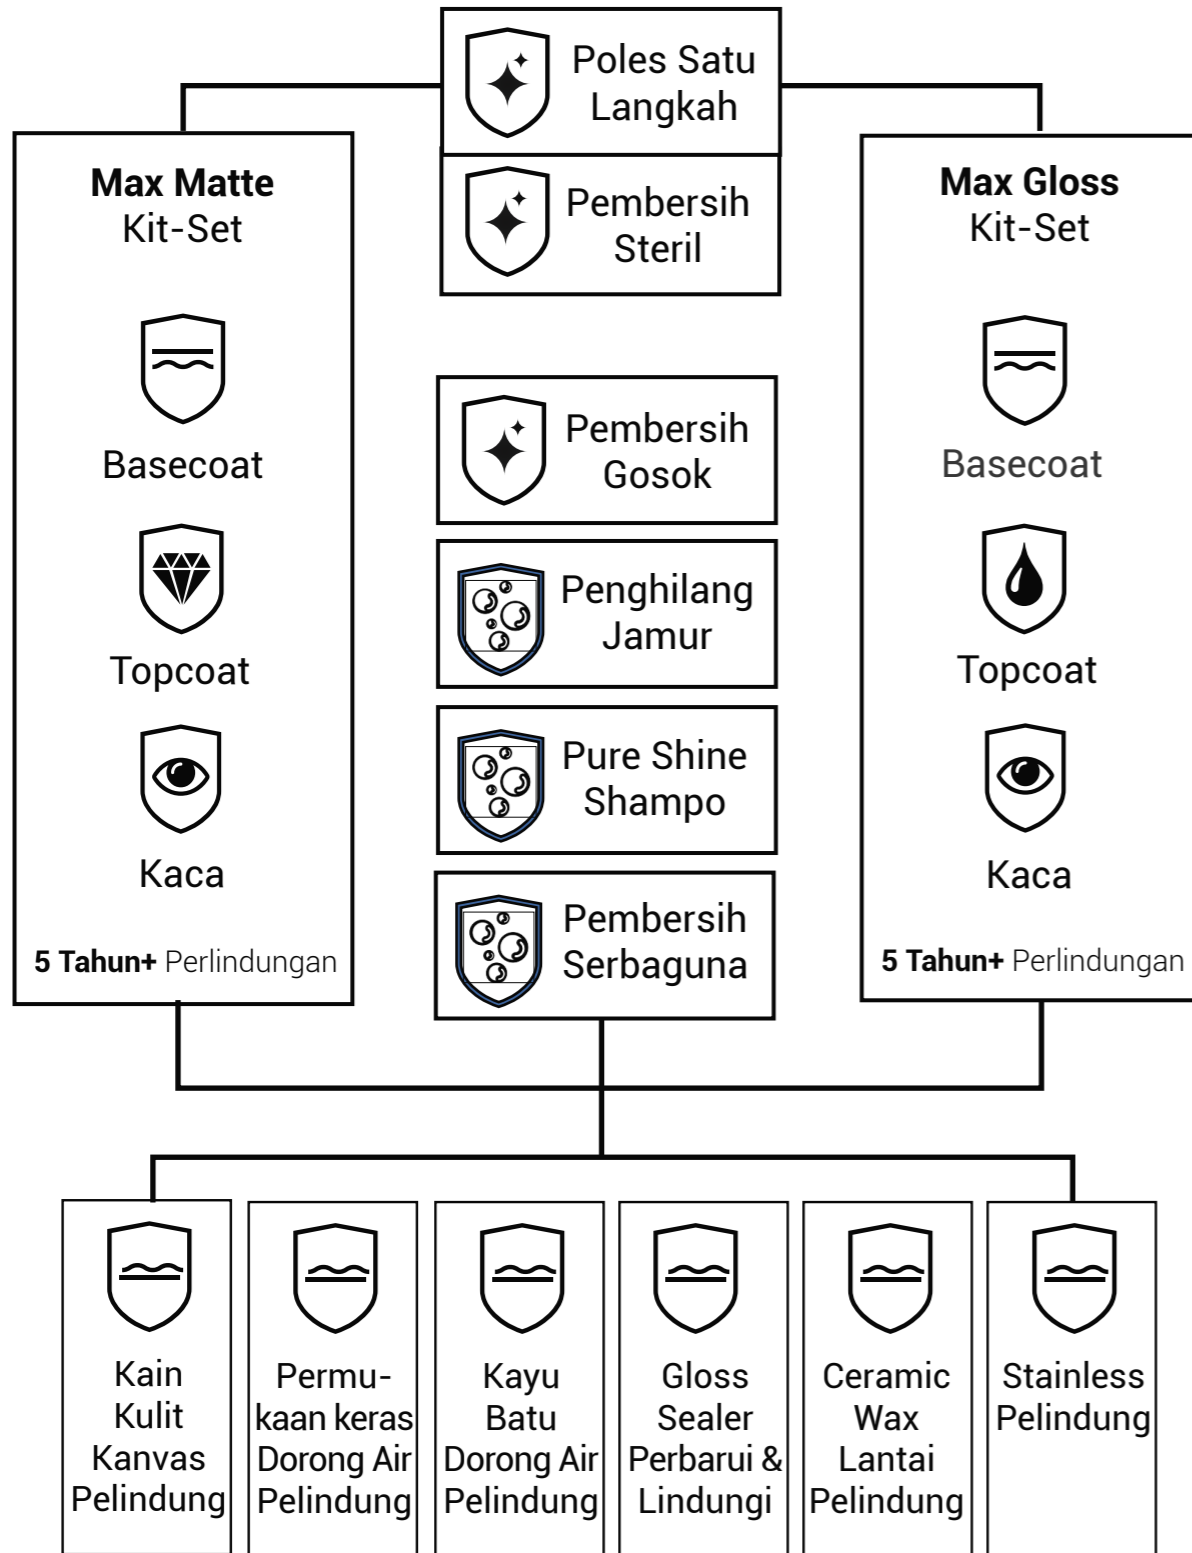 Poles Satu
Langkah
Pembersih
Steril
Max Matte
Kit-Set
Basecoat
Topcoat
Kaca
5 Tahun+ Perlindungan
Pembersih
Gosok
Penghilang
Jamur
Pure Shine
Shampo
Pembersih
Serbaguna
Max Gloss
Kit-Set
Basecoat
Topcoat
Kaca
5 Tahun+ Perlindungan
Kain
Kulit
Kanvas
Pelindung
Permu-
kaan keras
Dorong Air
Pelindung
Kayu
Batu
Dorong Air
Pelindung
Gloss
Sealer
Perbarui &
Lindungi
Ceramic
Wax
Lantai
Pelindung
Stainless
Pelindung